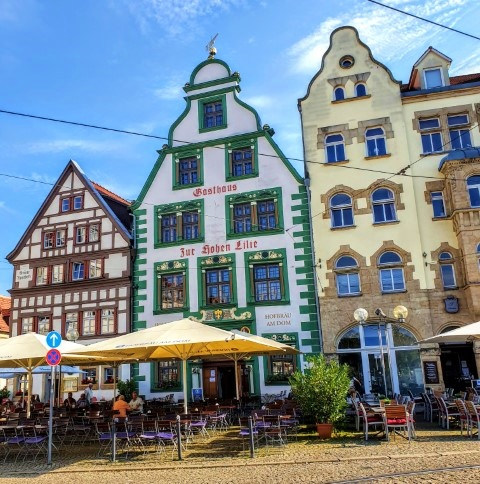 Gasthaus
Zur Hohen Lilie
HOFBRÄU
AM DOM